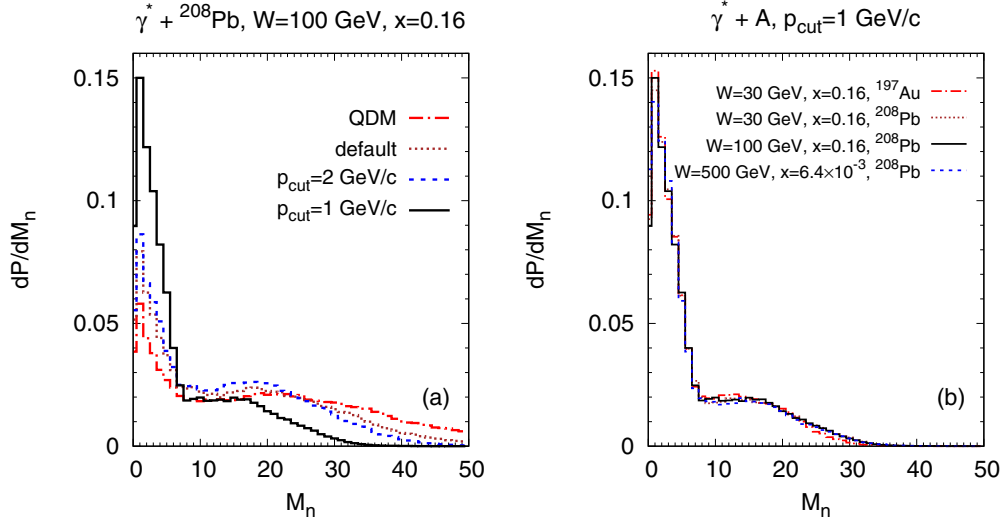 γ* + ²⁰⁸Pb, W=100 GeV, x=0.16
dP/dMₙ
0.15
0.1
0.05
0
QDM
default
p_cut=2 GeV/c
p_cut=1 GeV/c
(a)
0 10 20 30 40 50
Mₙ
γ* + A, p_cut=1 GeV/c
dP/dMₙ
0.15
0.1
0.05
0
W=30 GeV, x=0.16, ¹⁹⁷Au
W=30 GeV, x=0.16, ²⁰⁸Pb
W=100 GeV, x=0.16, ²⁰⁸Pb
W=500 GeV, x=6.4×10⁻³, ²⁰⁸Pb
(b)
0 10 20 30 40 50
Mₙ